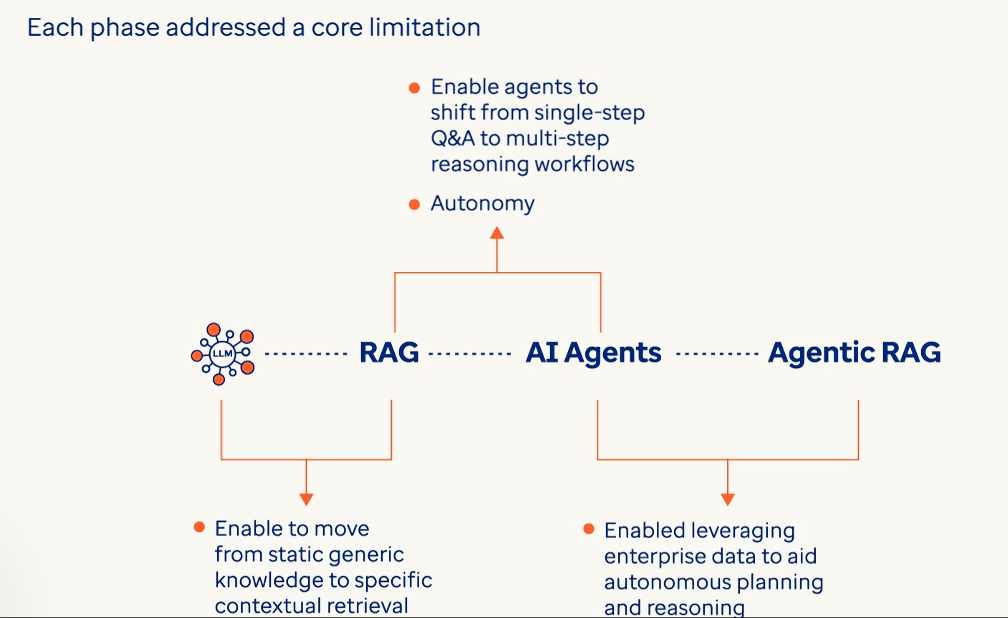 Each phase addressed a core limitation
Enable agents to
shift from single-step
Q&A to multi-step
reasoning workflows
Autonomy
LLM
RAG
AI Agents
Agentic RAG
Enable to move
from static generic
knowledge to specific
contextual retrieval
Enabled leveraging
enterprise data to aid
autonomous planning
and reasoning